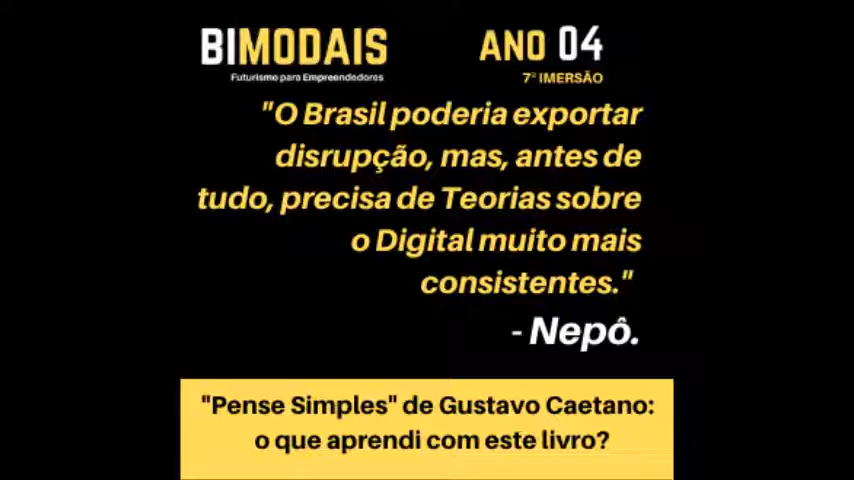 BIMODAIS
Futurismo para Empreendedores
ANO 04
7ª IMERSÃO
"O Brasil poderia exportar
disrupção, mas, antes de
tudo, precisa de Teorias sobre
o Digital muito mais
consistentes."
- Nepô.
"Pense Simples" de Gustavo Caetano:
o que aprendi com este livro?